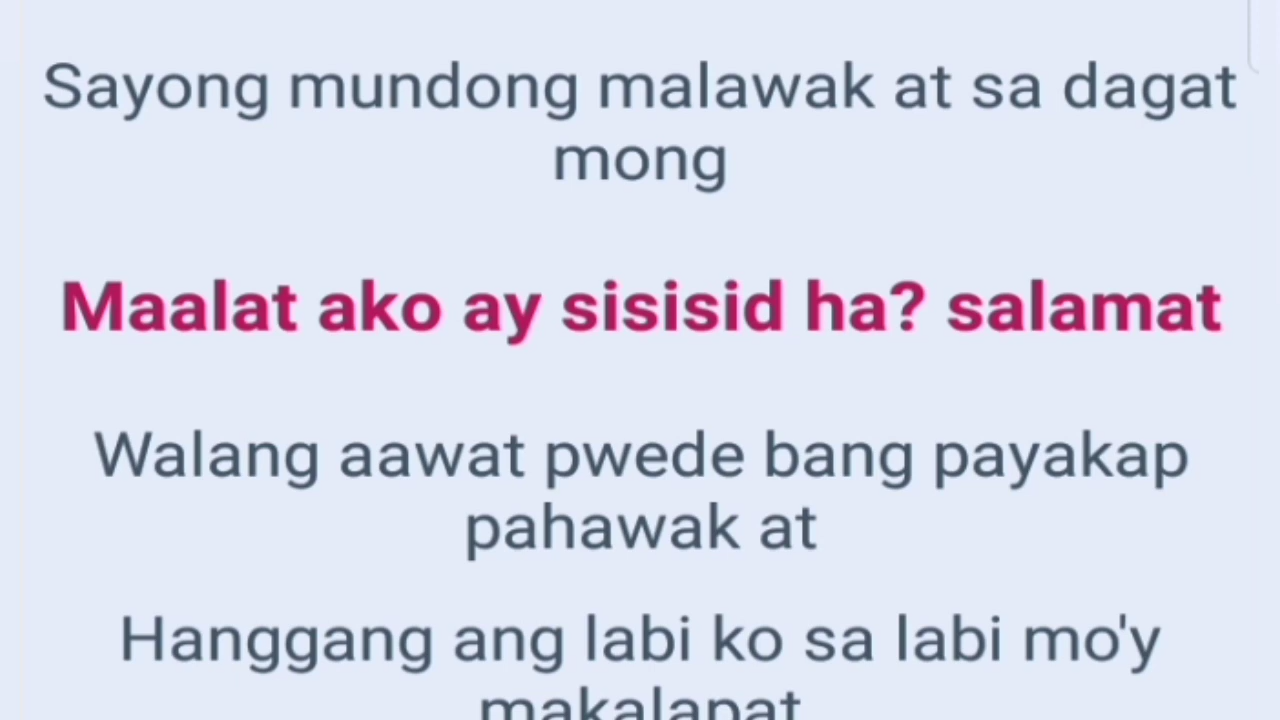 Sayong mundong malawak at sa dagat
mong
Maalat ako ay sisisid ha? salamat
Walang aawat pwede bang payakap
pahawak at
Hanggang ang labi ko sa labi mo'y
makalapat